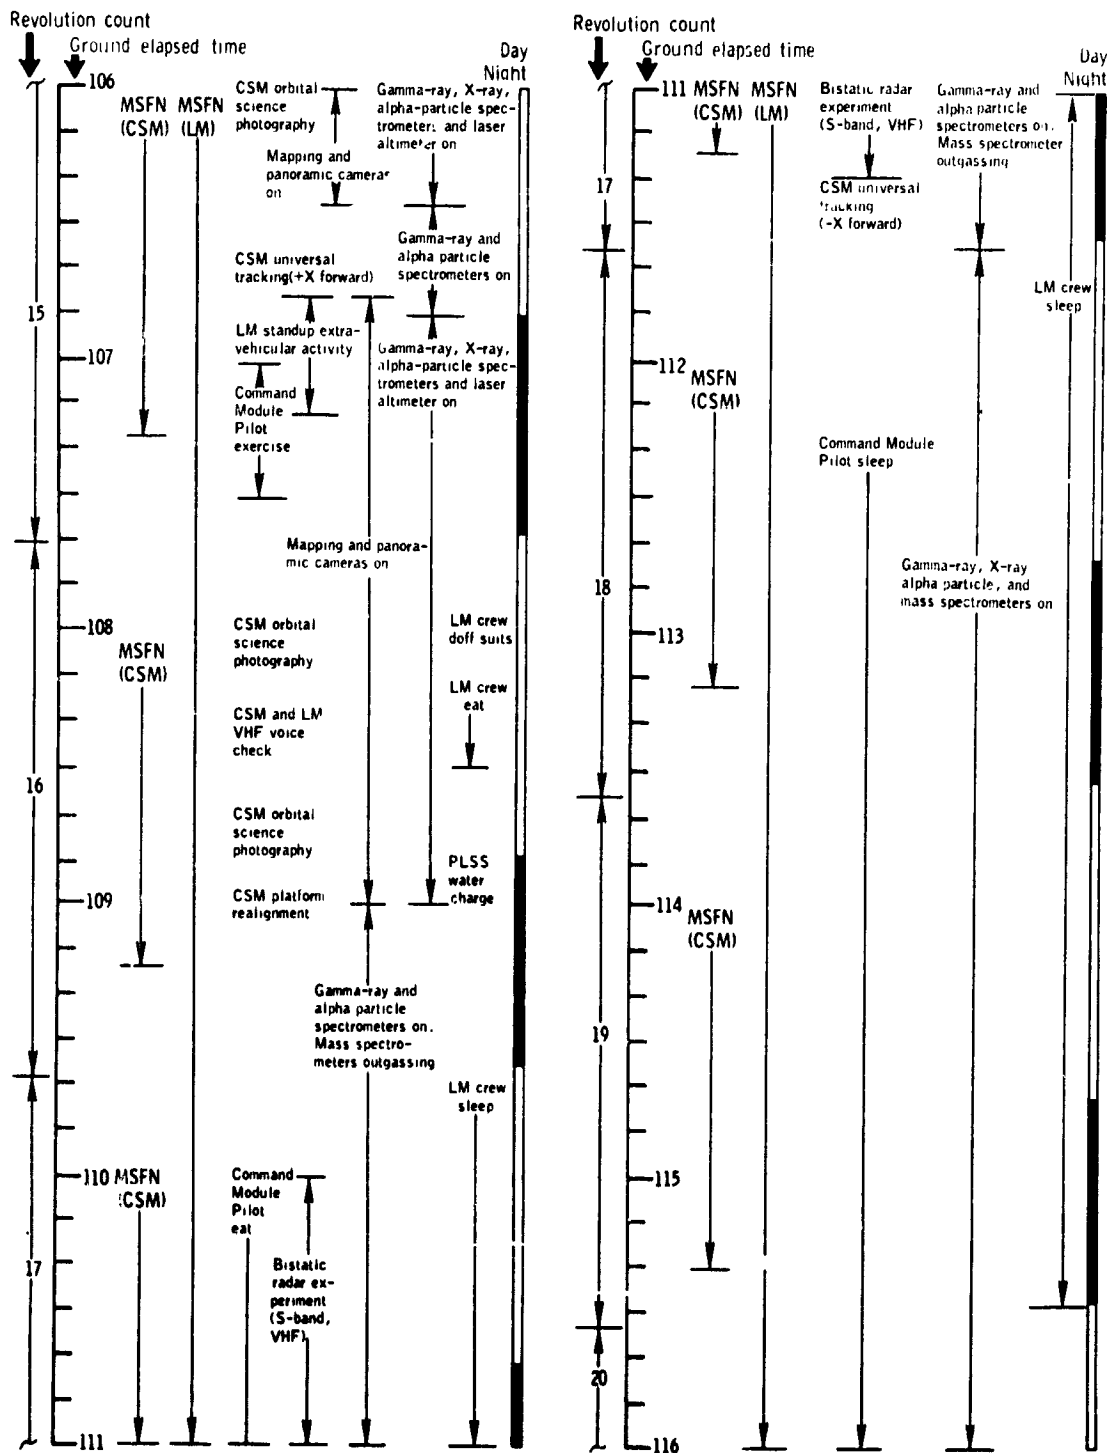 Revolution count
Ground elapsed time
Day
Night
106
MSFN
(CSM)
MSFN
(LM)
CSM orbital
science
photography
Gamma-ray, X-ray,
alpha-particle spec-
trometers and laser
altimeter on
Mapping and
panoramic cameras
on
Gamma-ray and
alpha particle
spectrometers on
CSM universal
tracking(+X forward)
15
LM standup extra-
vehicular activity
Gamma-ray, X-ray,
alpha-particle spec-
trometers and laser
altimeter on
107
Command
Module
Pilot
exercise
Mapping and panora-
mic cameras on
108
MSFN
(CSM)
CSM orbital
science
photography
LM crew
doff suits
LM crew
eat
CSM and LM
VHF voice
check
16
CSM orbital
science
photography
PLSS
water
charge
109
CSM platform
realignment
Gamma-ray and
alpha particle
spectrometers on.
Mass spectro-
meters outgassing
LM crew
sleep
110
MSFN
(CSM)
Command
Module
Pilot
eat
17
Bistatic
radar ex-
periment
(S-band,
VHF)
111
Revolution count
Ground elapsed time
Day
Night
111
MSFN
(CSM)
MSFN
(LM)
Bistatic radar
experiment
(S-band, VHF)
Gamma-ray and
alpha particle
spectrometers on.
Mass spectrometer
outgassing
17
CSM universal
tracking
(-X forward)
LM crew
sleep
112
MSFN
(CSM)
Command Module
Pilot sleep
18
Gamma-ray, X-ray
alpha particle, and
mass spectrometers on
113
114
MSFN
(CSM)
19
115
20
116